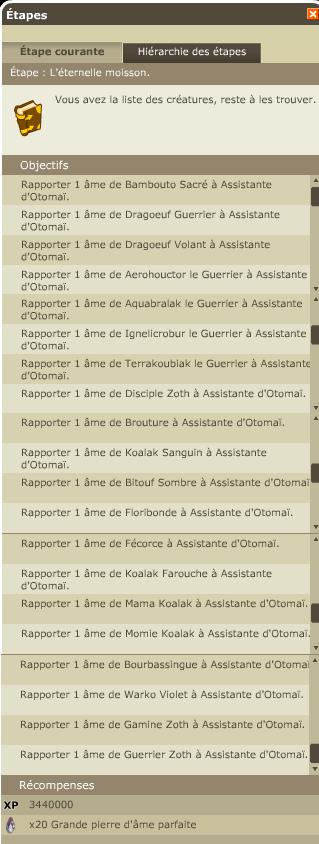 Étapes
Étape courante
Hiérarchie des étapes
Étape : L'éternelle moisson.
Vous avez la liste des créatures, reste à les trouver.
Objectifs
Rapporter 1 âme de Bambouto Sacré à Assistante
d'Otomaï.
Rapporter 1 âme de Dragoeuf Guerrier à Assistante
d'Otomaï.
Rapporter 1 âme de Dragoeuf Volant à Assistante
d'Otomaï.
Rapporter 1 âme de Aerohouctor le Guerrier à Assistante
d'Otomaï.
Rapporter 1 âme de Aquabralak le Guerrier à Assistante
d'Otomaï.
Rapporter 1 âme de Ignelicrobur le Guerrier à Assistante
d'Otomaï.
Rapporter 1 âme de Terrakoubiak le Guerrier à Assistante
d'Otomaï.
Rapporter 1 âme de Disciple Zoth à Assistante d'Otomaï.
Rapporter 1 âme de Brouture à Assistante d'Otomaï.
Rapporter 1 âme de Koalak Sanguin à Assistante
d'Otomaï.
Rapporter 1 âme de Bitouf Sombre à Assistante d'Otomaï
Rapporter 1 âme de Floribonde à Assistante d'Otomaï.
Rapporter 1 âme de Fécorce à Assistante d'Otomaï.
Rapporter 1 âme de Koalak Farouche à Assistante
d'Otomaï.
Rapporter 1 âme de Mama Koalak à Assistante d'Otomaï.
Rapporter 1 âme de Momie Koalak à Assistante d'Otomaï.
Rapporter 1 âme de Bourbassingue à Assistante d'Otomaï
Rapporter 1 âme de Warko Violet à Assistante d'Otomaï.
Rapporter 1 âme de Gamine Zoth à Assistante d'Otomaï.
Rapporter 1 âme de Guerrier Zoth à Assistante d'Otomaï.
Récompenses
XP 3440000
x20 Grande pierre d'âme parfaite